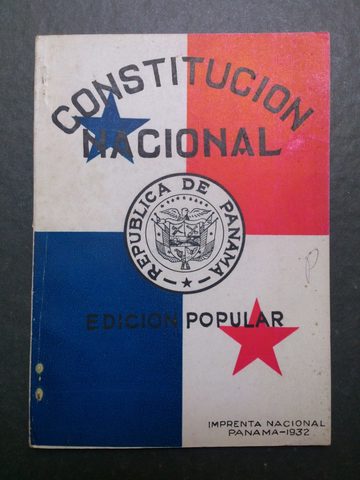 CONSTITUCION
NACIONAL
REPUBLICA DE PANAMA
EDICION POPULAR
IMPRENTA NACIONAL
PANAMA-1932